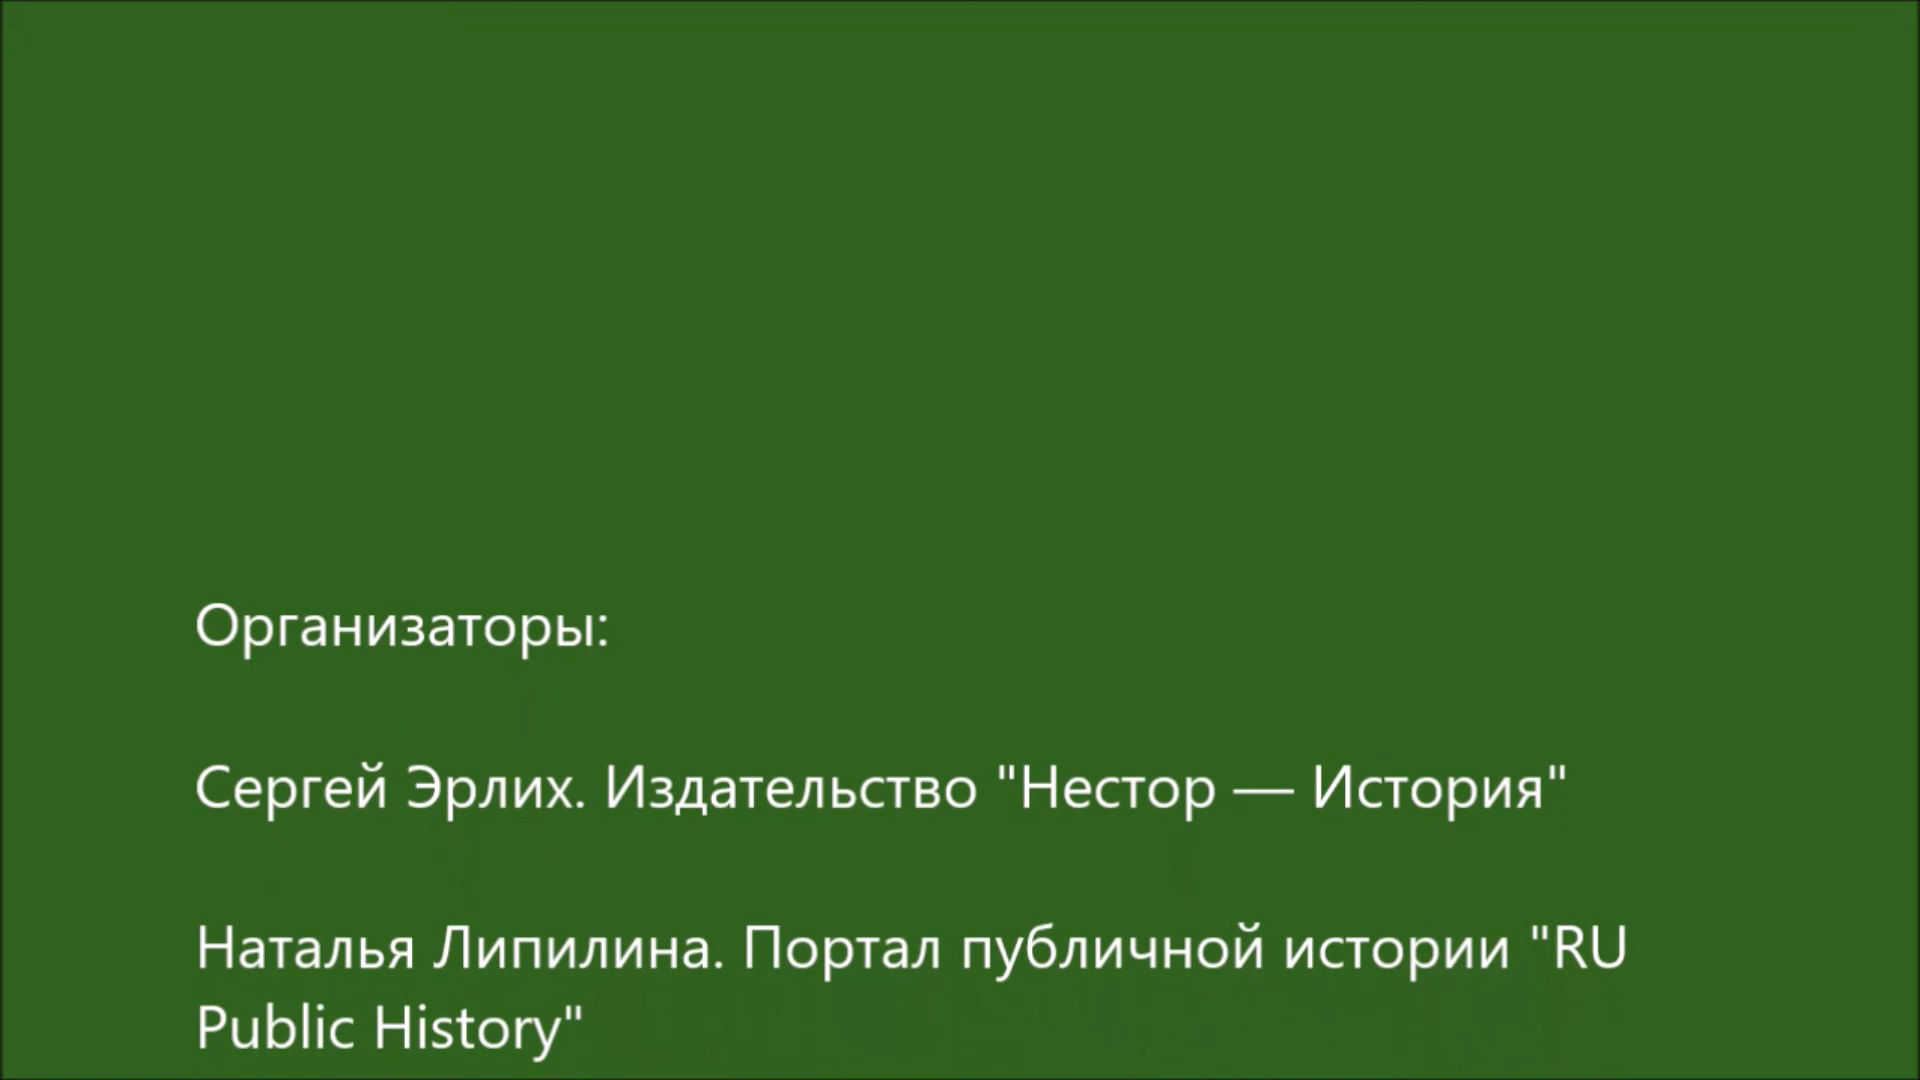 Организаторы:
Сергей Эрлих. Издательство "Нестор — История"
Наталья Липилина. Портал публичной истории "RU
Public History"